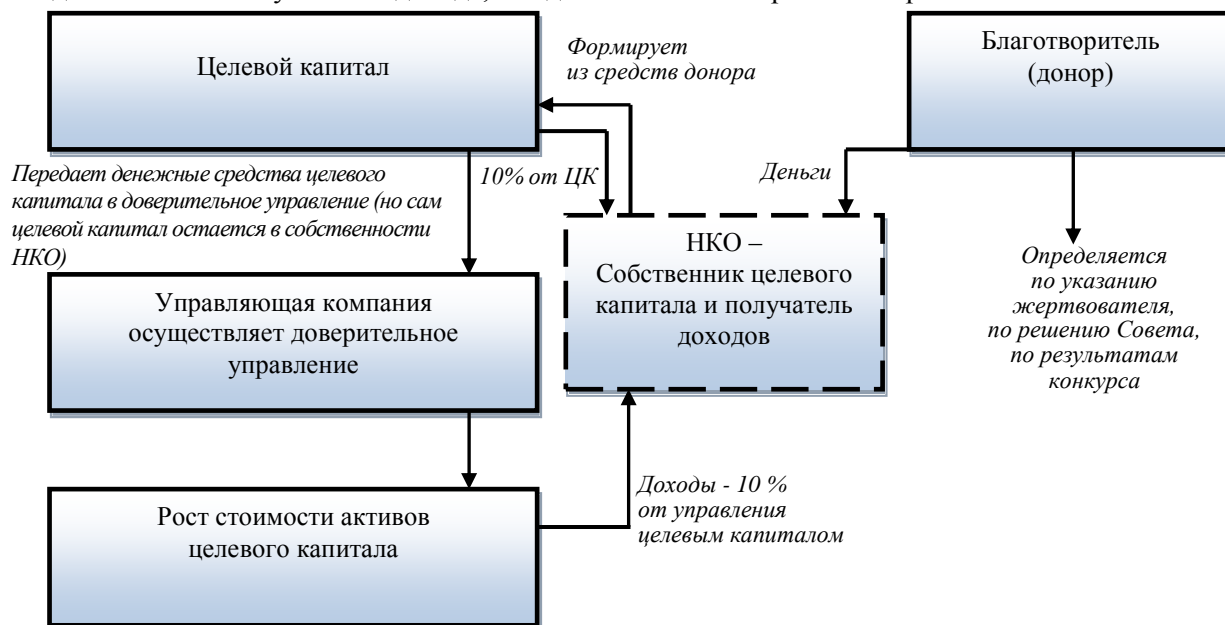 Целевой капитал
Формирует
из средств донора
Благотворитель
(донор)
Передает денежные средства целевого
капитала в доверительное управление (но сам
целевой капитал остается в собственности
НКО)
10% от ЦК
Деньги
НКО –
Собственник целевого
капитала и получатель
доходов
Определяется
по указанию
жертвователя,
по решению Совета,
по результатам
конкурса
Управляющая компания
осуществляет доверительное
управление
Доходы - 10 %
от управления
целевым капиталом
Рост стоимости активов
целевого капитала